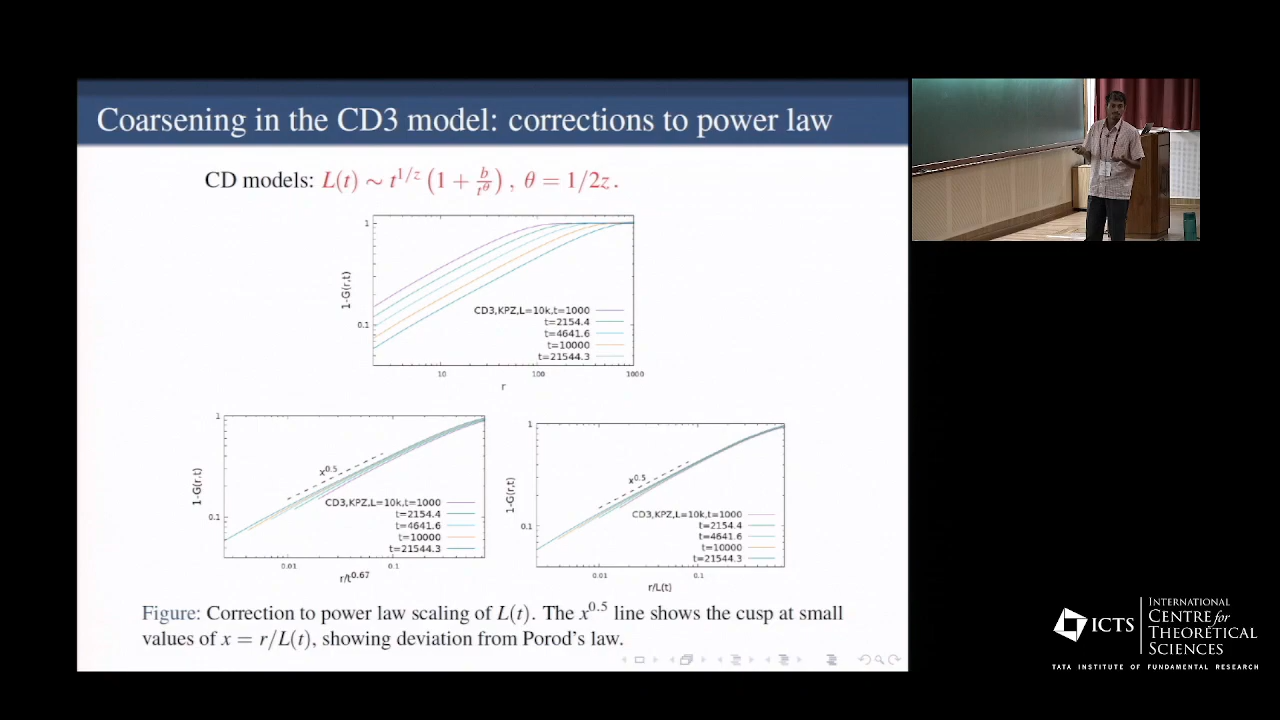 Coarsening in the CD3 model: corrections to power law
CD models: L(t) ∼ t^{1/z} (1 + b/t^θ) , θ = 1/2z .
1-G(r,t)
1
0.1
CD3,KPZ,L=10k,t=1000
t=2154.4
t=4641.6
t=10000
t=21544.3
10
100
1000
r
1-G(r,t)
1
0.1
x^0.5
CD3,KPZ,L=10k,t=1000
t=2154.4
t=4641.6
t=10000
t=21544.3
0.01
0.1
r/t^0.67
1-G(r,t)
1
0.1
x^0.5
CD3,KPZ,L=10k,t=1000
t=2154.4
t=4641.6
t=10000
t=21544.3
0.01
0.1
r/L(t)
Figure: Correction to power law scaling of L(t). The x^0.5 line shows the cusp at small
values of x = r/L(t), showing deviation from Porod's law.
ICTS
INTERNATIONAL
CENTRE for
THEORETICAL
SCIENCES
TATA INSTITUTE OF FUNDAMENTAL RESEARCH